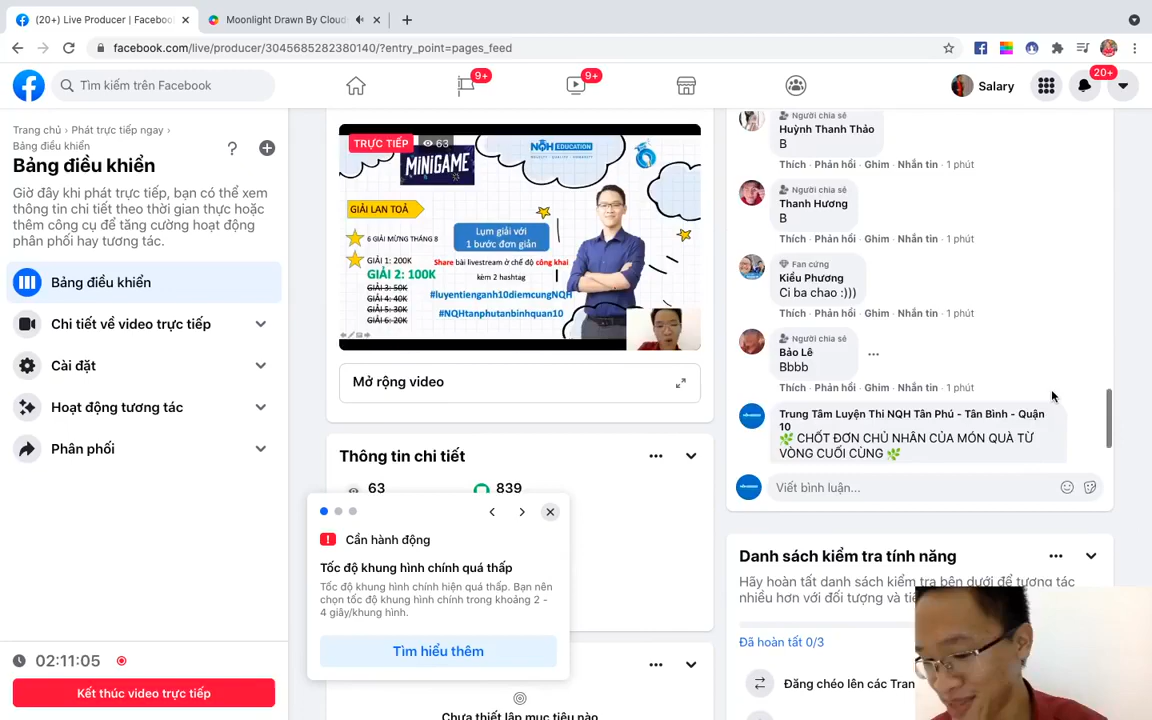 (20+) Live Producer | Facebook
Moonlight Drawn By Clouds
facebook.com/live/producer/3045685282380140/?entry_point=pages_feed
Tìm kiếm trên Facebook
9+
9+
Salary
20+
Trang chủ › Phát trực tiếp ngay ›
Bảng điều khiển
Bảng điều khiển
Giờ đây khi phát trực tiếp, bạn có thể xem
thông tin chi tiết theo thời gian thực hoặc
thêm công cụ để tăng cường hoạt động
phân phối hay tương tác.
Bảng điều khiển
Chi tiết về video trực tiếp
Cài đặt
Hoạt động tương tác
Phân phối
02:11:05
Kết thúc video trực tiếp
TRỰC TIẾP
63
MINIGAME
NQH EDUCATION
GIẢI LAN TOẢ
Lụm giải với
1 bước đơn giản
6 GIẢI MỪNG THÁNG 8
GIẢI 1: 200K
GIẢI 2: 100K
GIẢI 3: 50K
GIẢI 4: 40K
GIẢI 5: 30K
GIẢI 6: 20K
Share bài livestream ở chế độ công khai
kèm 2 hashtag
#luyentienganh10diemcungNQH
#NQHtanphutanbinhquan10
Mở rộng video
Thông tin chi tiết
63
839
Cần hành động
Tốc độ khung hình chính quá thấp
Tốc độ khung hình chính hiện quá thấp. Bạn nên
chọn tốc độ khung hình chính trong khoảng 2 -
4 giây/khung hình.
Tìm hiểu thêm
Chưa thiết lập mục tiêu nào
Người chia sẻ
Huỳnh Thanh Thảo
B
Thích · Phản hồi · Ghim · Nhắn tin · 1 phút
Người chia sẻ
Thanh Hương
B
Thích · Phản hồi · Ghim · Nhắn tin · 1 phút
Fan cứng
Kiều Phương
Ci ba chao :)))
Thích · Phản hồi · Ghim · Nhắn tin · 1 phút
Người chia sẻ
Bảo Lê
Bbbb
Thích · Phản hồi · Ghim · Nhắn tin · 1 phút
Trung Tâm Luyện Thi NQH Tân Phú - Tân Bình - Quận
10
🌿 CHỐT ĐƠN CHỦ NHÂN CỦA MÓN QUÀ TỪ
VÒNG CUỐI CÙNG 🌿
Viết bình luận...
Danh sách kiểm tra tính năng
Hãy hoàn tất danh sách kiểm tra bên dưới để tương tác
nhiều hơn với đối tượng và
Đã hoàn tất 0/3
Đăng chéo lên các